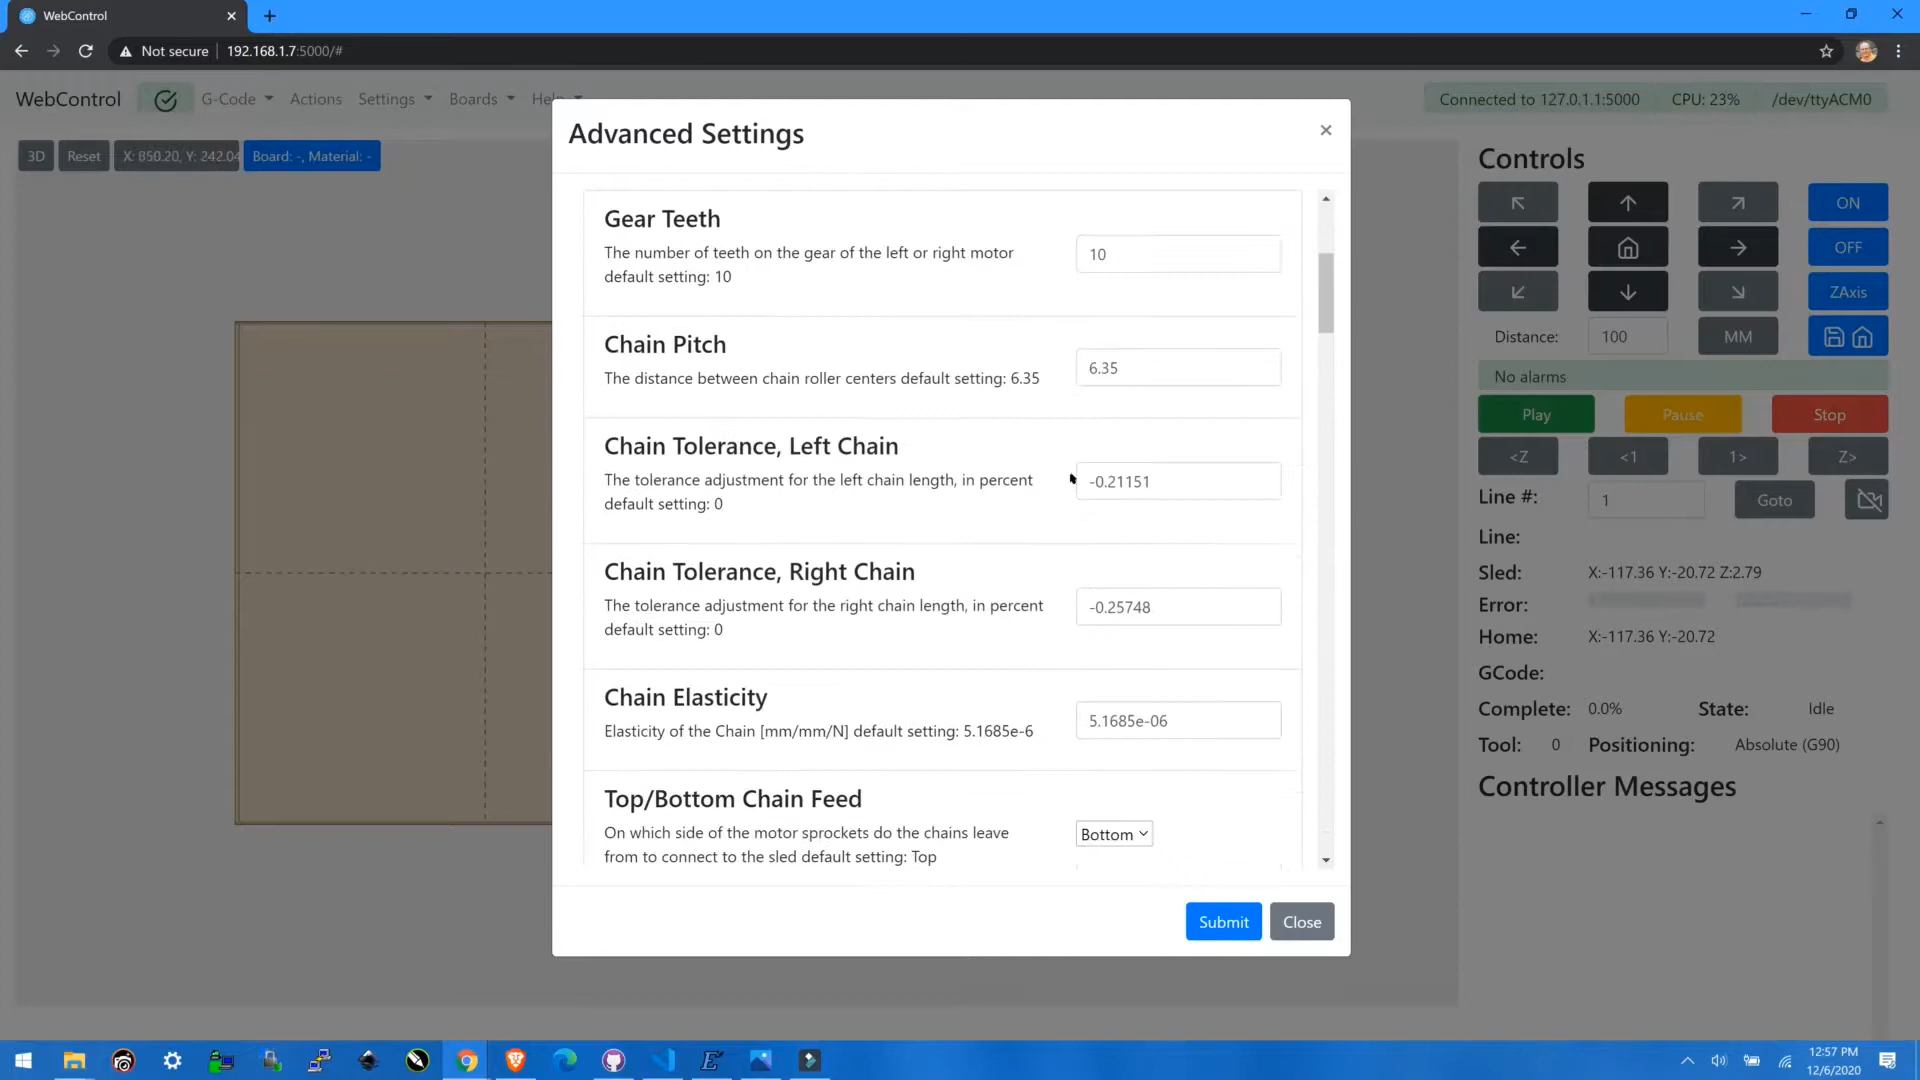 WebControl
Not secure 192.168.1.7:5000/#
WebControl G-Code Actions Settings Boards Help Connected to 127.0.1.1:5000 CPU: 23% /dev/ttyACM0
3D Reset X: 850.20, Y: 242.04 Board: -, Material: -
Advanced Settings
Gear Teeth
The number of teeth on the gear of the left or right motor
default setting: 10
10
Chain Pitch
The distance between chain roller centers default setting: 6.35
6.35
Chain Tolerance, Left Chain
The tolerance adjustment for the left chain length, in percent
default setting: 0
-0.21151
Chain Tolerance, Right Chain
The tolerance adjustment for the right chain length, in percent
default setting: 0
-0.25748
Chain Elasticity
Elasticity of the Chain [mm/mm/N] default setting: 5.1685e-6
5.1685e-06
Top/Bottom Chain Feed
On which side of the motor sprockets do the chains leave
from to connect to the sled default setting: Top
Bottom
Submit Close
Controls
ON
OFF
ZAxis
Distance: 100 MM
No alarms
Play Pause Stop
<Z <1 1> Z>
Line #: 1 Goto
Line:
Sled: X:-117.36 Y:-20.72 Z:2.79
Error:
Home: X:-117.36 Y:-20.72
GCode:
Complete: 0.0% State: Idle
Tool: 0 Positioning: Absolute (G90)
Controller Messages
12:57 PM
12/6/2020